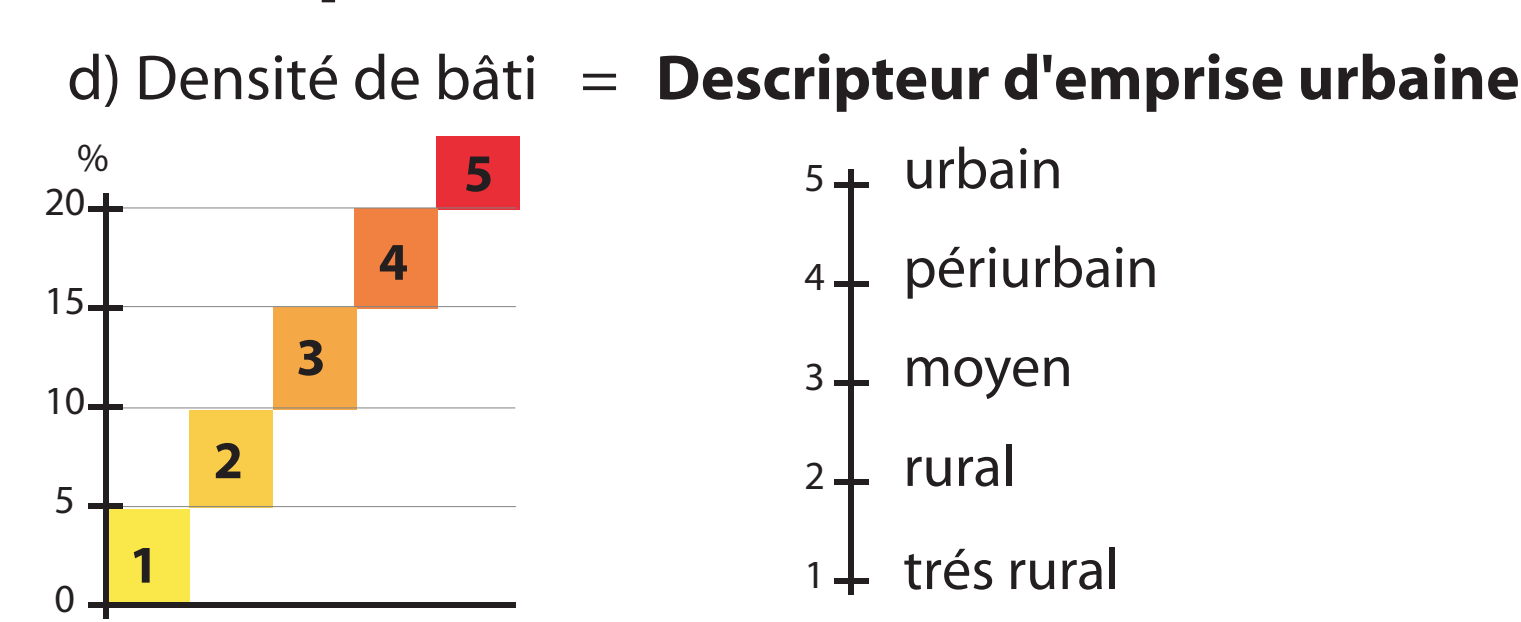 d) Densité de bâti = Descripteur d'emprise urbaine
%
20
15
10
5
0
5
4
3
2
1
5 urbain
4 périurbain
3 moyen
2 rural
1 trés rural